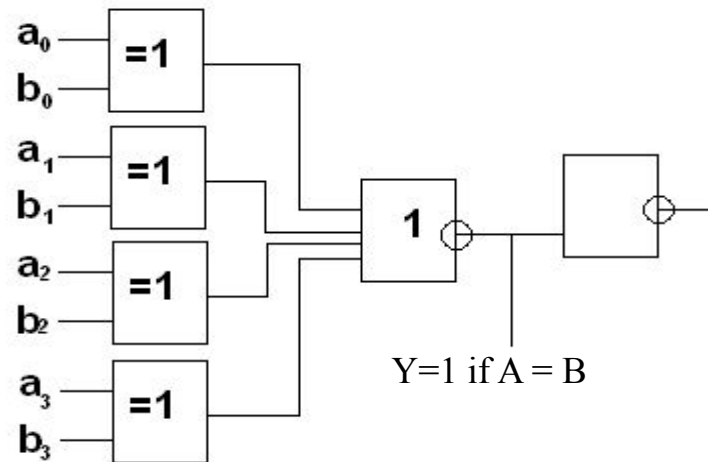 a₀
=1
b₀
a₁
=1
b₁
1
a₂
=1
b₂
Y=1 if A = B
a₃
=1
b₃